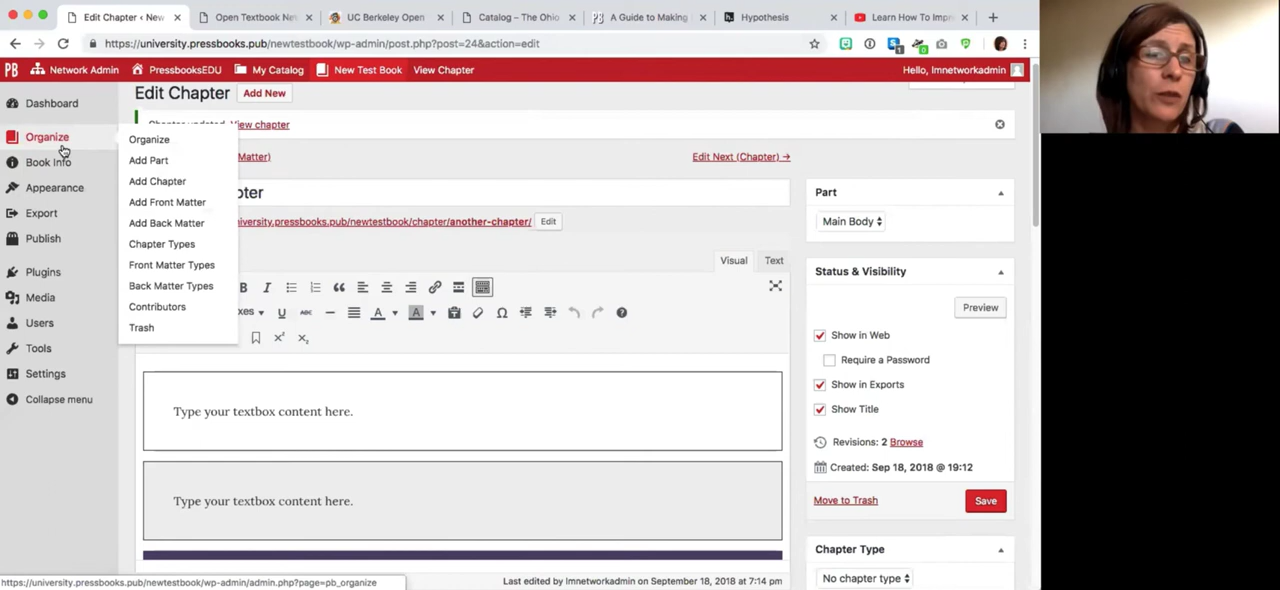 Edit Chapter ‹ New
Open Textbook Ne
UC Berkeley Open
Catalog – The Ohio
A Guide to Making
Hypothesis
Learn How To Imp
https://university.pressbooks.pub/newtestbook/wp-admin/post.php?post=24&action=edit
PB
Network Admin
PressbooksEDU
My Catalog
New Test Book
View Chapter
Hello, lmnetworkadmin
Dashboard
Organize
Book Info
Appearance
Export
Publish
Plugins
Media
Users
Tools
Settings
Collapse menu
Organize
Add Part
Add Chapter
Add Front Matter
Add Back Matter
Chapter Types
Front Matter Types
Back Matter Types
Contributors
Trash
Edit Chapter
Add New
View chapter
Matter)
Edit Next (Chapter) →
university.pressbooks.pub/newtestbook/chapter/another-chapter/
Edit
Visual
Text
Type your textbox content here.
Type your textbox content here.
Part
Main Body
Status & Visibility
Preview
Show in Web
Require a Password
Show in Exports
Show Title
Revisions: 2 Browse
Created: Sep 18, 2018 @ 19:12
Move to Trash
Save
Chapter Type
No chapter type
https://university.pressbooks.pub/newtestbook/wp-admin/admin.php?page=pb_organize
Last edited by lmnetworkadmin on September 18, 2018 at 7:14 pm